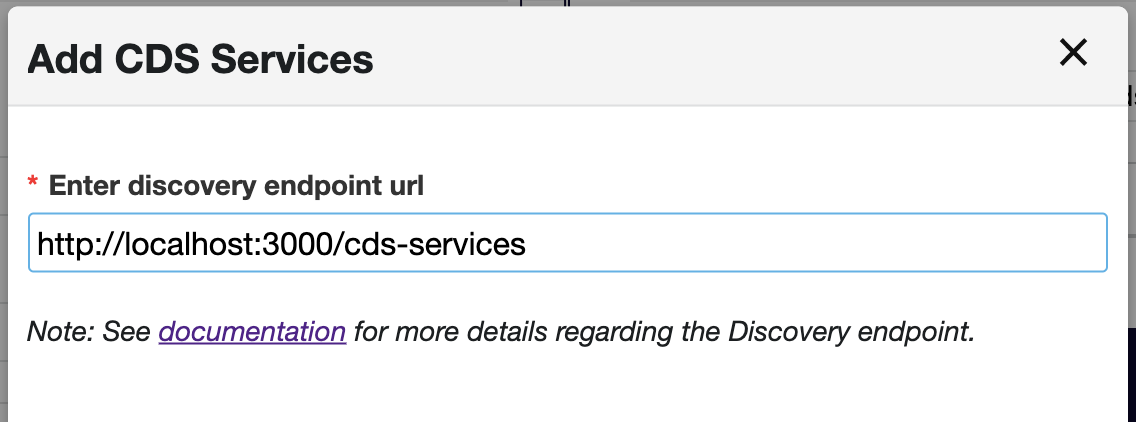 Add CDS Services
* Enter discovery endpoint url
http://localhost:3000/cds-services
Note: See documentation for more details regarding the Discovery endpoint.